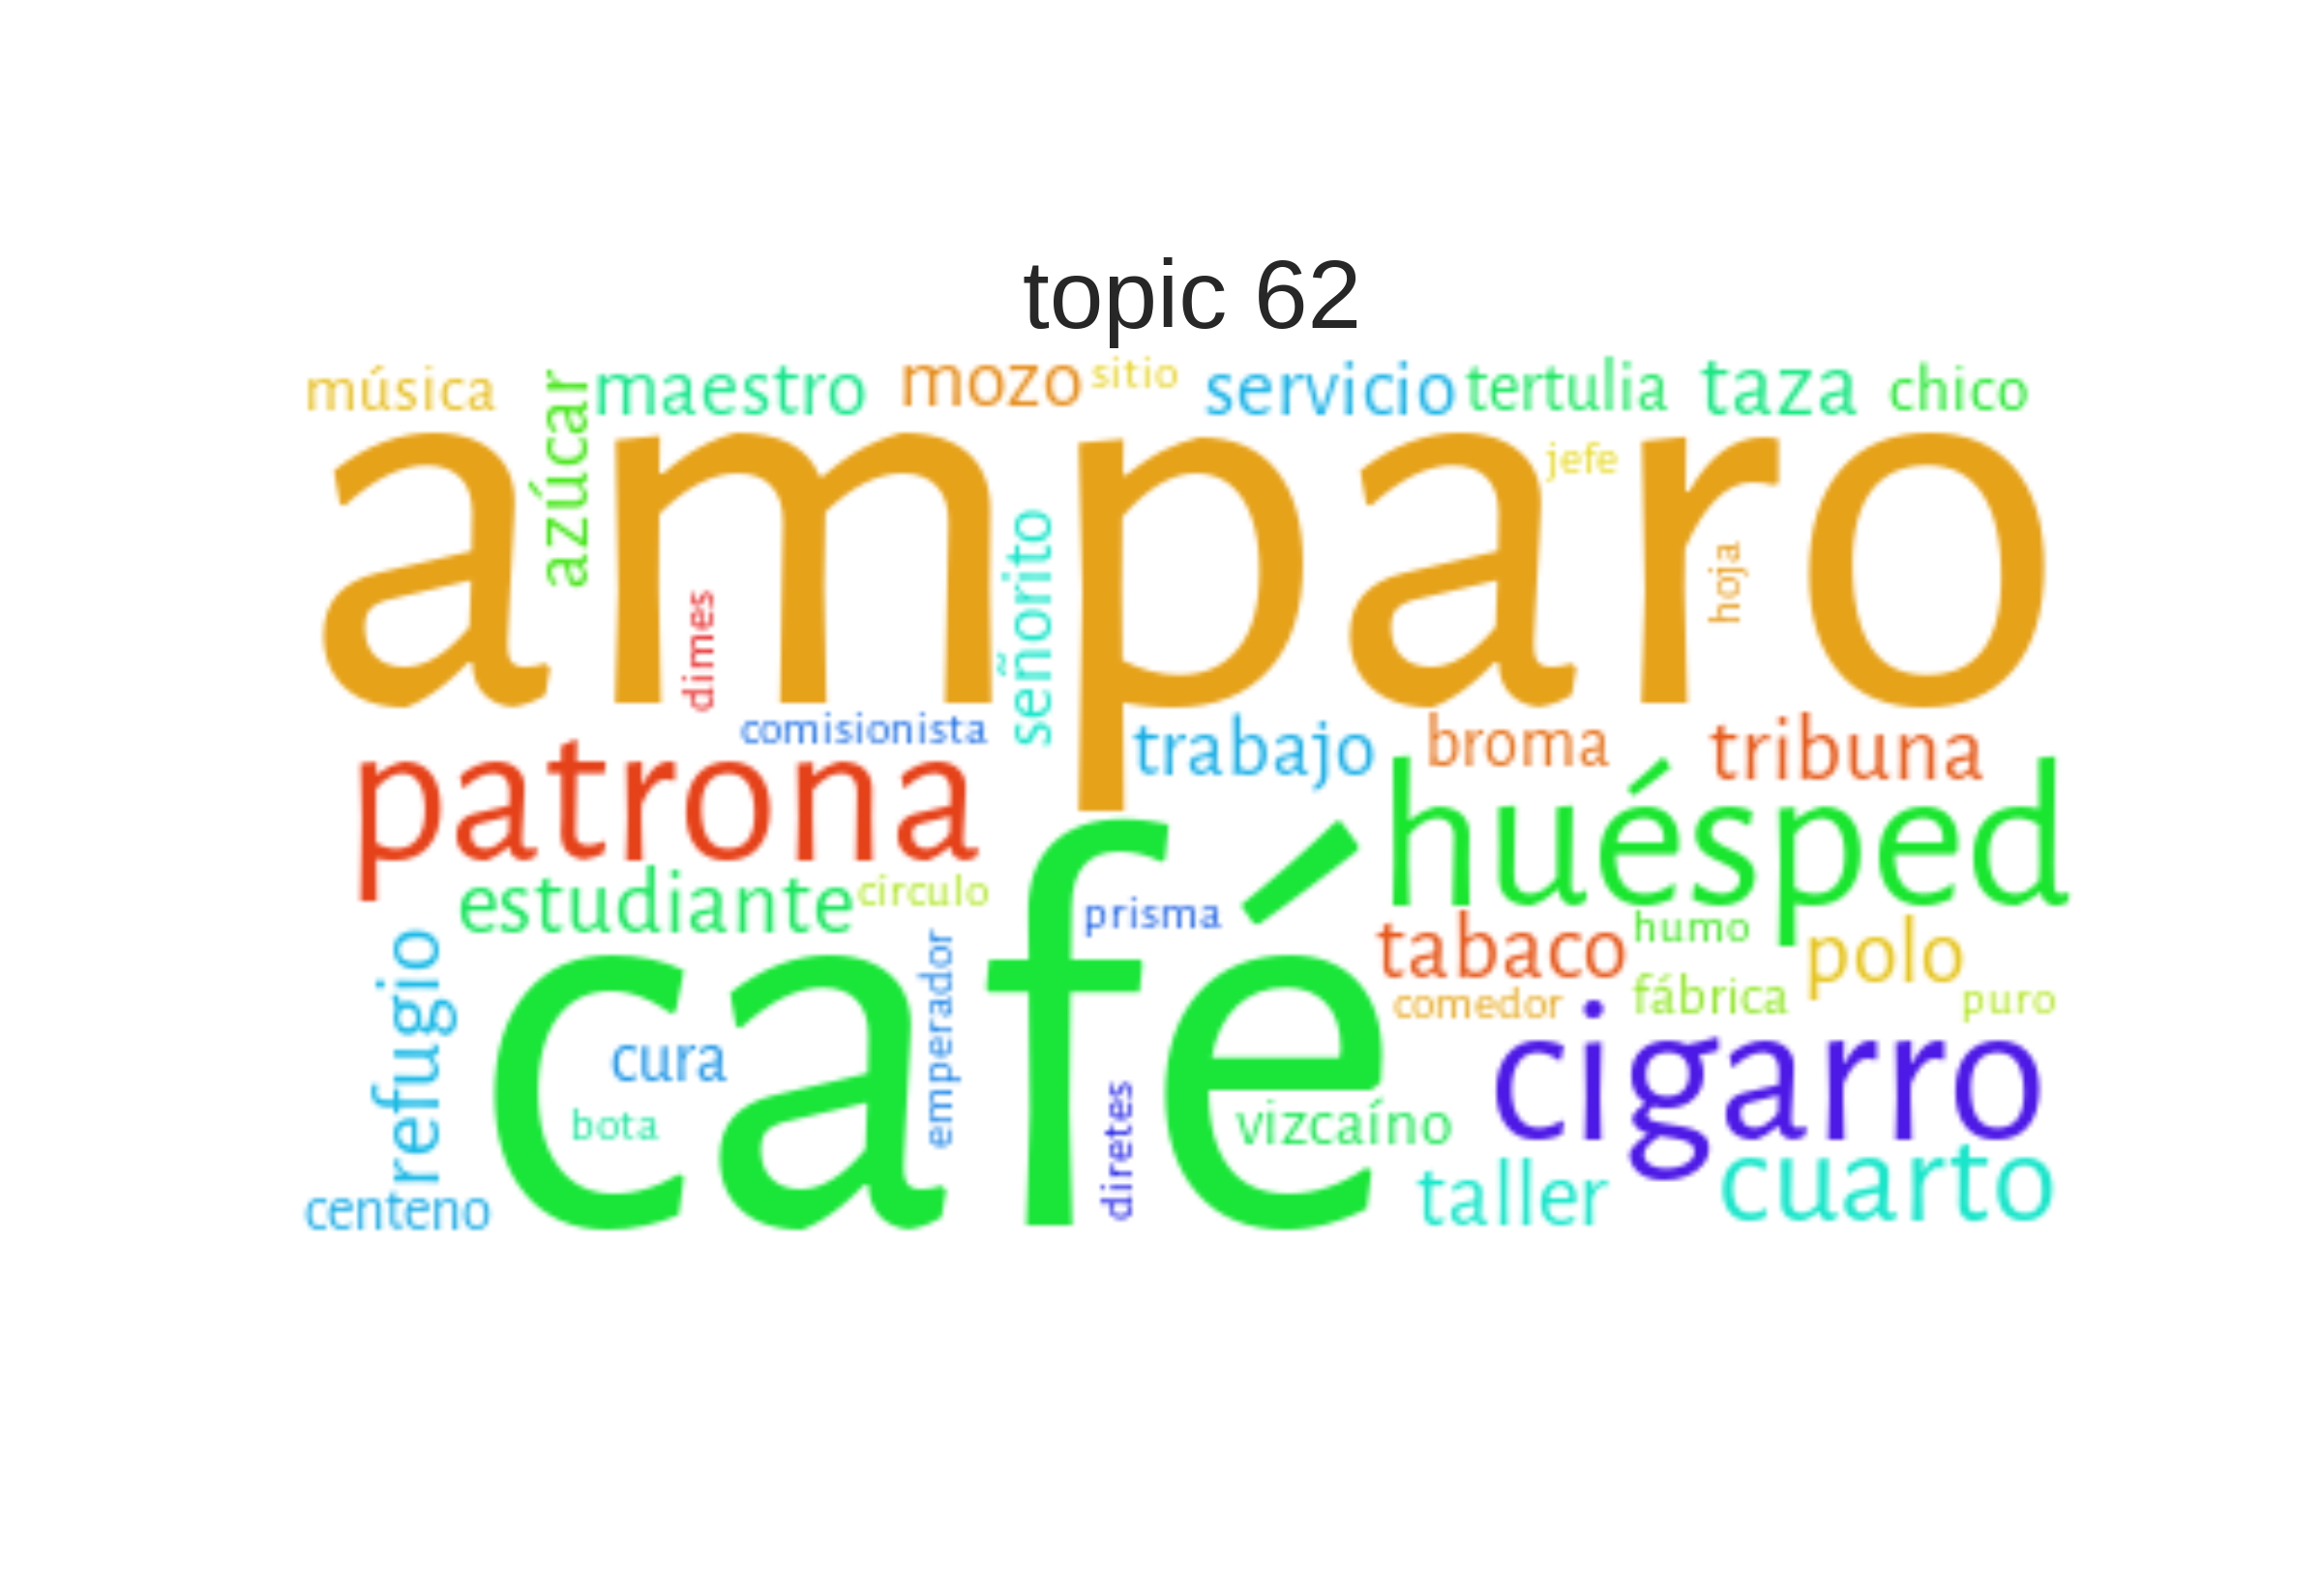 topic 62
música
azúcar
maestro
mozo
sitio
servicio
tertulia
taza
chico
amparo
jefe
hoja
dimes
señorito
comisionista
patrona
trabajo
broma
tribuna
huésped
estudiante
círculo
prisma
café
tabaco
humo
polo
comedor
fábrica
puro
refugio
cura
emperador
cigarro
bota
diretes
vizcaíno
centeno
taller
cuarto